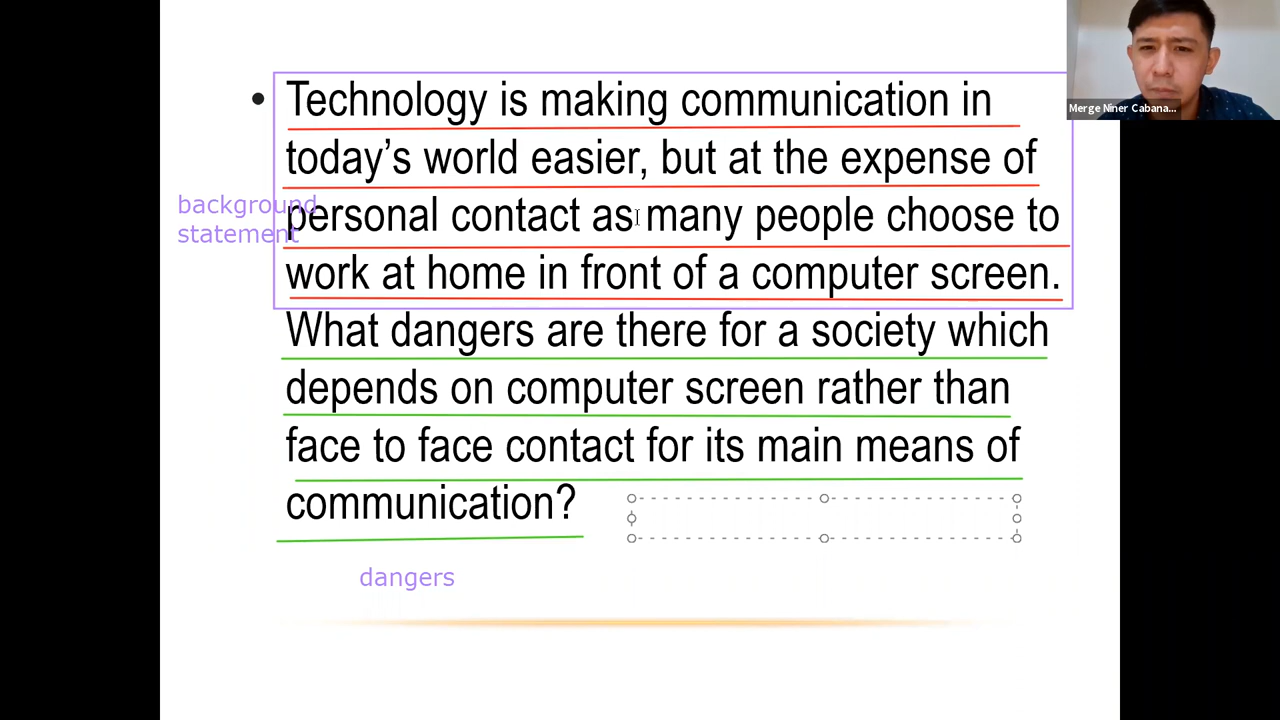 Merge Niner Cabana...
• Technology is making communication in
today's world easier, but at the expense of
personal contact as many people choose to
work at home in front of a computer screen.
What dangers are there for a society which
depends on computer screen rather than
face to face contact for its main means of
communication?
background
statement
dangers